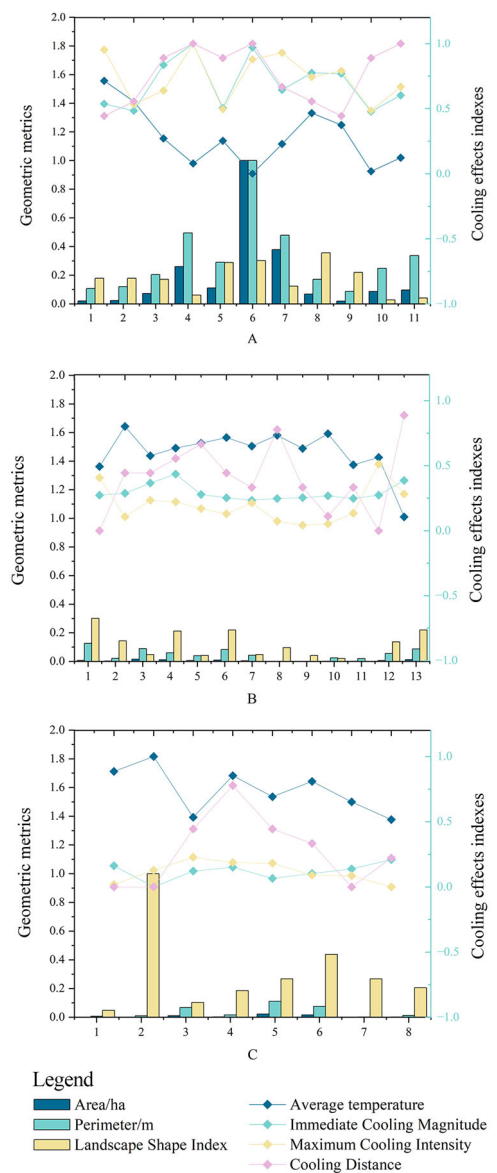 2.0
1.8
1.6
1.4
1.2
1.0
0.8
0.6
0.4
0.2
0.0
Geometric metrics
1.0
0.5
0.0
−0.5
−1.0
Cooling effects indexes
1 2 3 4 5 6 7 8 9 10 11
A
2.0
1.8
1.6
1.4
1.2
1.0
0.8
0.6
0.4
0.2
0.0
Geometric metrics
1.0
0.5
0.0
−0.5
−1.0
Cooling effects indexes
1 2 3 4 5 6 7 8 9 10 11 12 13
B
2.0
1.8
1.6
1.4
1.2
1.0
0.8
0.6
0.4
0.2
0.0
Geometric metrics
1.0
0.5
0.0
−0.5
−1.0
Cooling effects indexes
1 2 3 4 5 6 7 8
C
Legend
Area/ha
Perimeter/m
Landscape Shape Index
Average temperature
Immediate Cooling Magnitude
Maximum Cooling Intensity
Cooling Distance